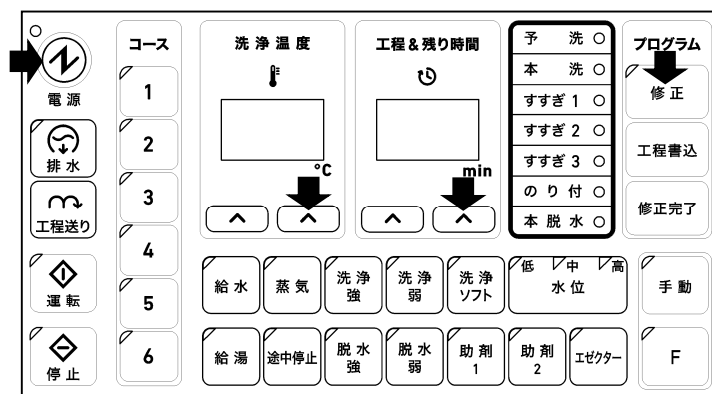 電源
排水
工程送り
運転
停止
コース
1
2
3
4
5
6
洗浄温度
°C
工程&残り時間
min
予洗
本洗
すすぎ1
すすぎ2
すすぎ3
のり付
本脱水
プログラム
修正
工程書込
修正完了
給水
蒸気
洗浄
強
洗浄
弱
洗浄
ソフト
低 中 高
水位
手動
給湯
途中停止
脱水
強
脱水
弱
助剤
1
助剤
2
エゼクター
F